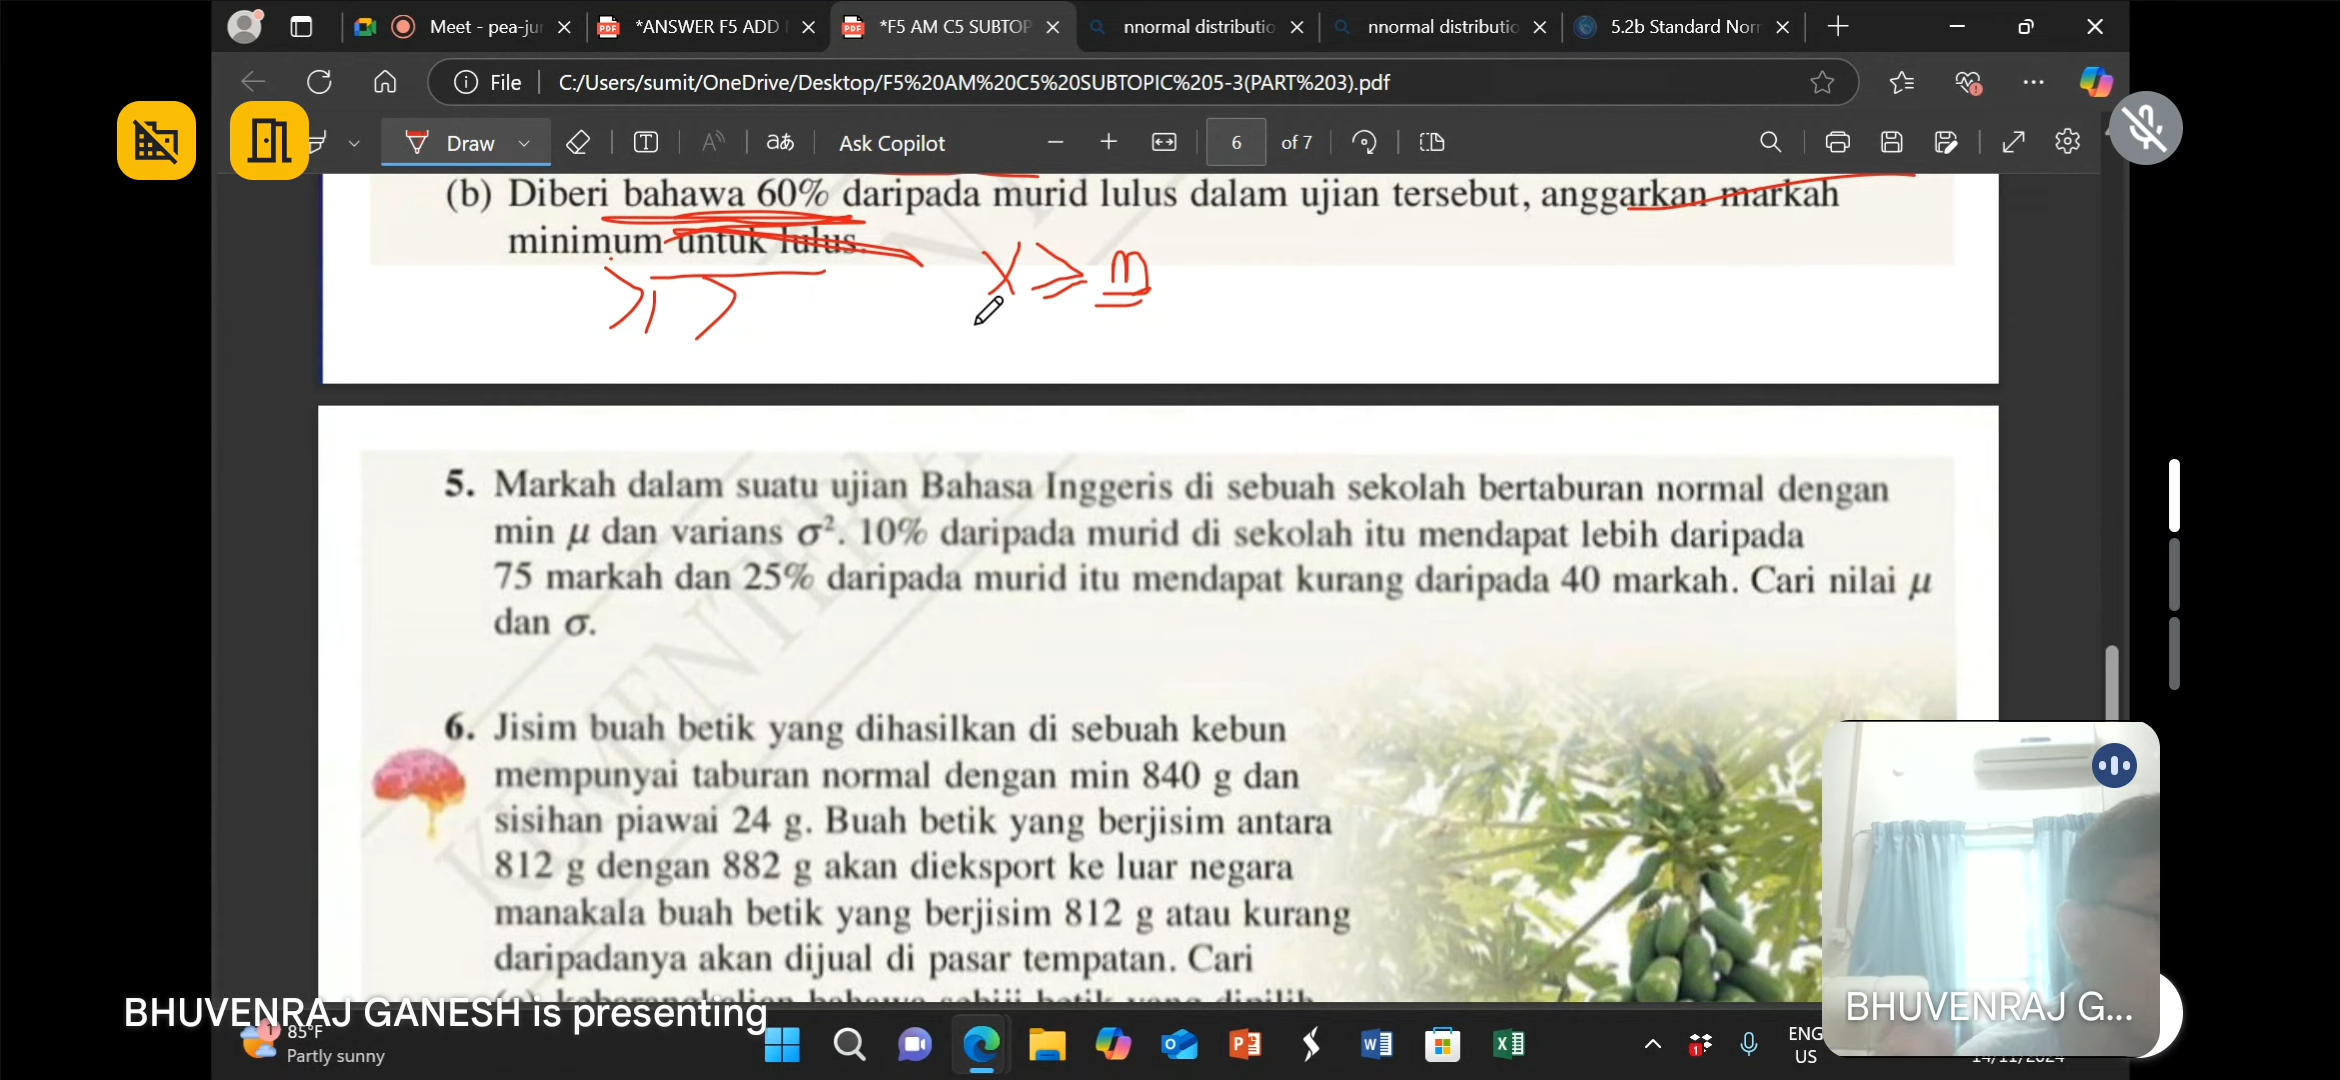 Meet - pea-ju
*ANSWER F5 ADD
*F5 AM C5 SUBTOP
nnormal distributio
nnormal distributio
5.2b Standard Nor
File
C:/Users/sumit/OneDrive/Desktop/F5%20AM%20C5%20SUBTOPIC%205-3(PART%203).pdf
Draw
aあ
Ask Copilot
6
of 7
(b) Diberi bahawa 60% daripada murid lulus dalam ujian tersebut, anggarkan markah
minimum untuk lulus.
X ≥ m
KEMENTERIA
5. Markah dalam suatu ujian Bahasa Inggeris di sebuah sekolah bertaburan normal dengan
min μ dan varians σ². 10% daripada murid di sekolah itu mendapat lebih daripada
75 markah dan 25% daripada murid itu mendapat kurang daripada 40 markah. Cari nilai μ
dan σ.
6. Jisim buah betik yang dihasilkan di sebuah kebun
mempunyai taburan normal dengan min 840 g dan
sisihan piawai 24 g. Buah betik yang berjisim antara
812 g dengan 882 g akan dieksport ke luar negara
manakala buah betik yang berjisim 812 g atau kurang
daripadanya akan dijual di pasar tempatan. Cari
BHUVENRAJ GANESH is presenting
BHUVENRAJ G...
85°F
Partly sunny
ENG
US